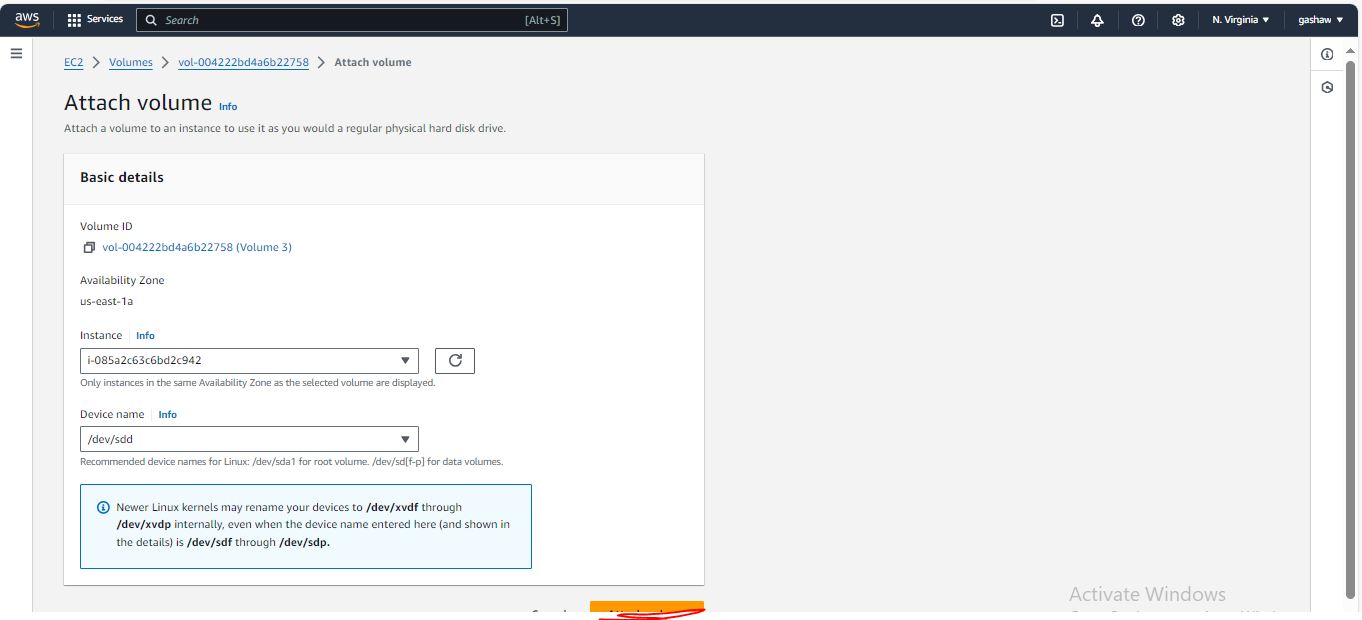 aws
Services
Search
[Alt+S]
N. Virginia
gashaw
EC2 > Volumes > vol-004222bd4a6b22758 > Attach volume
Attach volume Info
Attach a volume to an instance to use it as you would a regular physical hard disk drive.
Basic details
Volume ID
vol-004222bd4a6b22758 (Volume 3)
Availability Zone
us-east-1a
Instance Info
i-085a2c63c6bd2c942
Only instances in the same Availability Zone as the selected volume are displayed.
Device name Info
/dev/sdd
Recommended device names for Linux: /dev/sda1 for root volume. /dev/sd[f-p] for data volumes.
Newer Linux kernels may rename your devices to /dev/xvdf through
/dev/xvdp internally, even when the device name entered here (and shown in
the details) is /dev/sdf through /dev/sdp.
Activate Windows